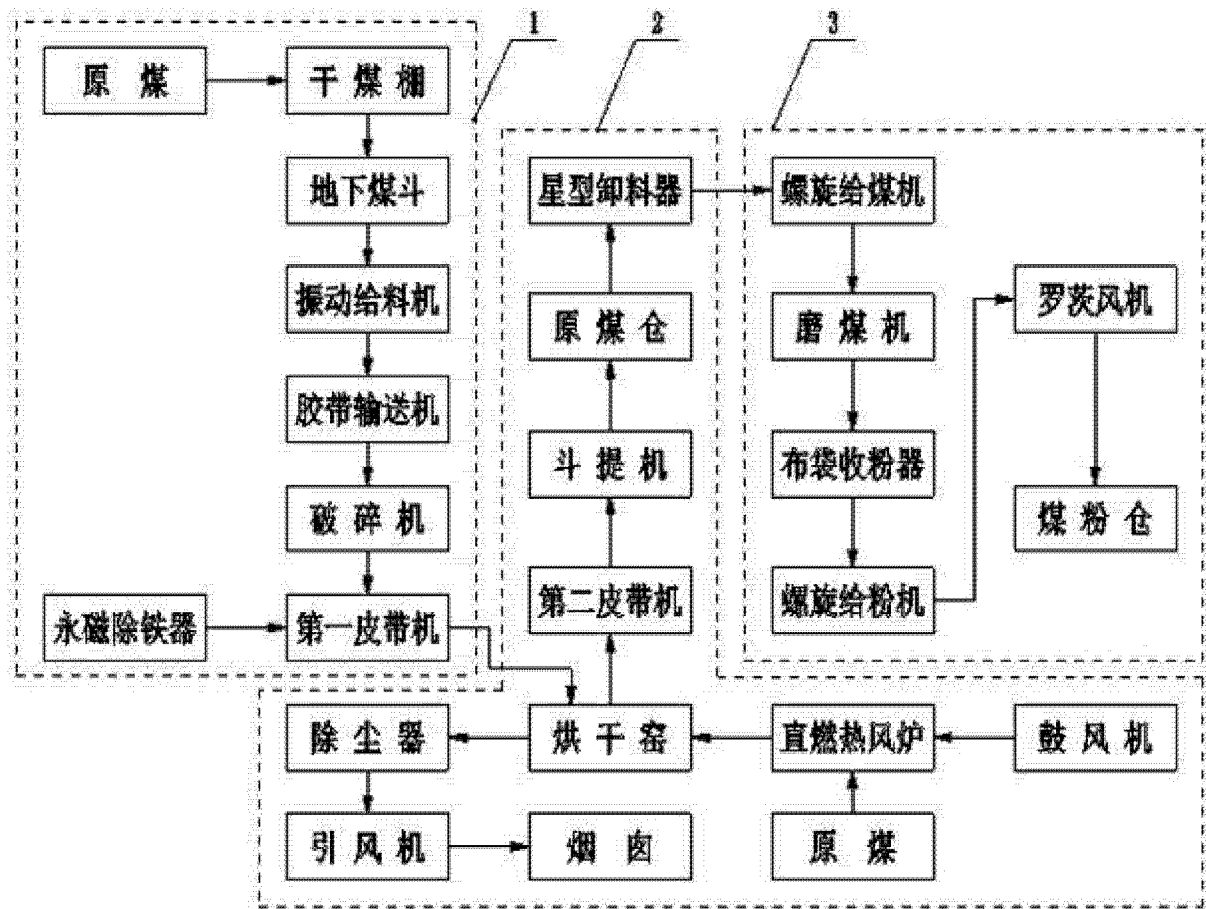 1
2
3
原煤
干煤棚
地下煤斗
振动给料机
胶带输送机
破碎机
永磁除铁器
第一皮带机
星型卸料器
原煤仓
斗提机
第二皮带机
螺旋给煤机
磨煤机
布袋收粉器
螺旋给粉机
罗茨风机
煤粉仓
除尘器
烘干窑
直燃热风炉
鼓风机
引风机
烟囱
原煤